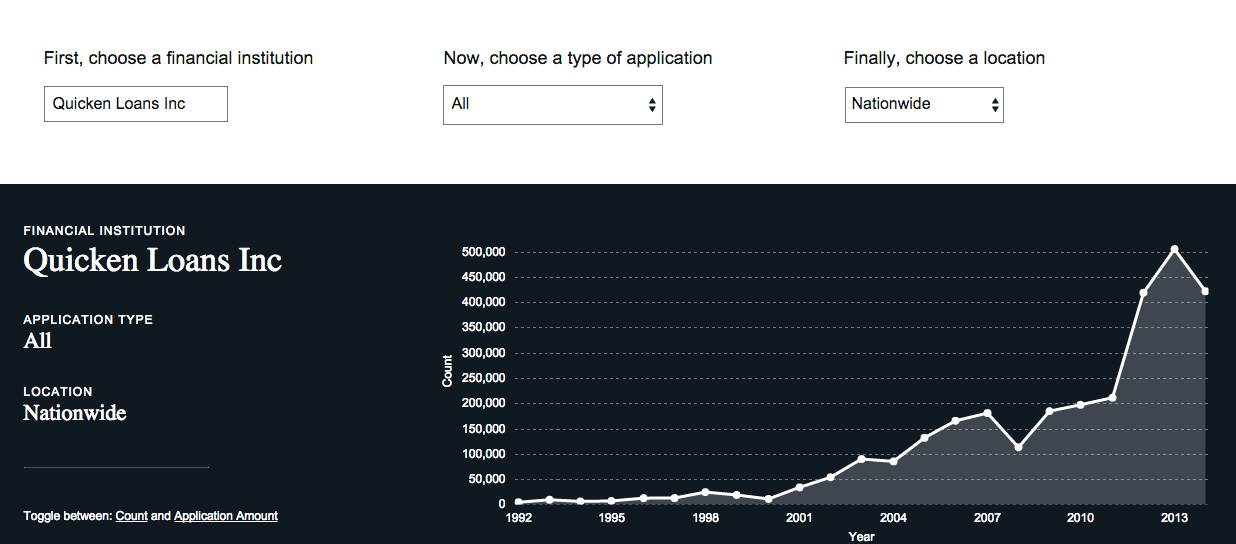 First, choose a financial institution
Now, choose a type of application
Finally, choose a location
Quicken Loans Inc
All
Nationwide
FINANCIAL INSTITUTION
Quicken Loans Inc
APPLICATION TYPE
All
LOCATION
Nationwide
Toggle between: Count and Application Amount
500,000
450,000
400,000
350,000
300,000
250,000
200,000
150,000
100,000
50,000
0
Count
1992 1995 1998 2001 2004 2007 2010 2013
Year